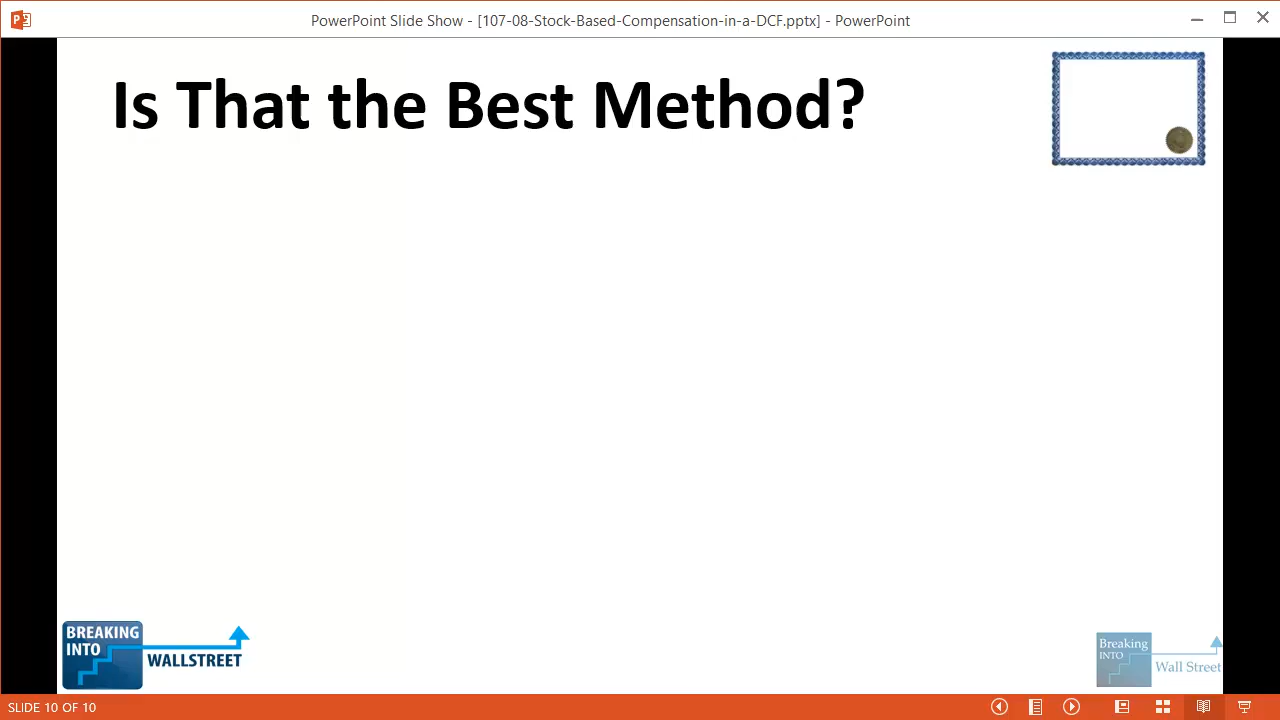 PowerPoint Slide Show - [107-08-Stock-Based-Compensation-in-a-DCF.pptx] - PowerPoint
Is That the Best Method?
BREAKING
INTO
WALLSTREET
Breaking
INTO
Wall Street
SLIDE 10 OF 10